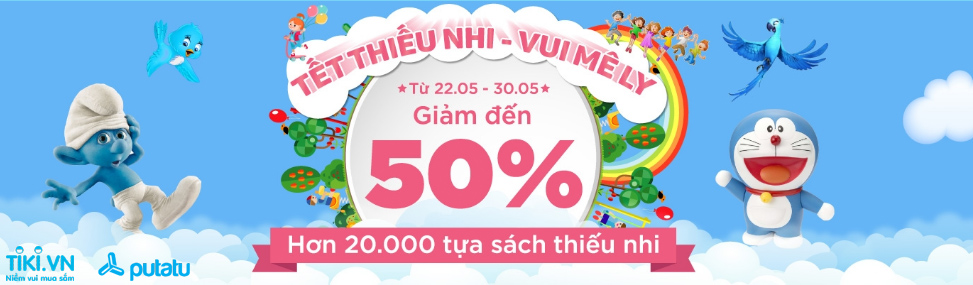 TẾT THIẾU NHI - VUI MÊ LY
★Từ 22.05 - 30.05★
Giảm đến
50%
Hơn 20.000 tựa sách thiếu nhi
TIKI.VN
Niềm vui mua sắm
putatu